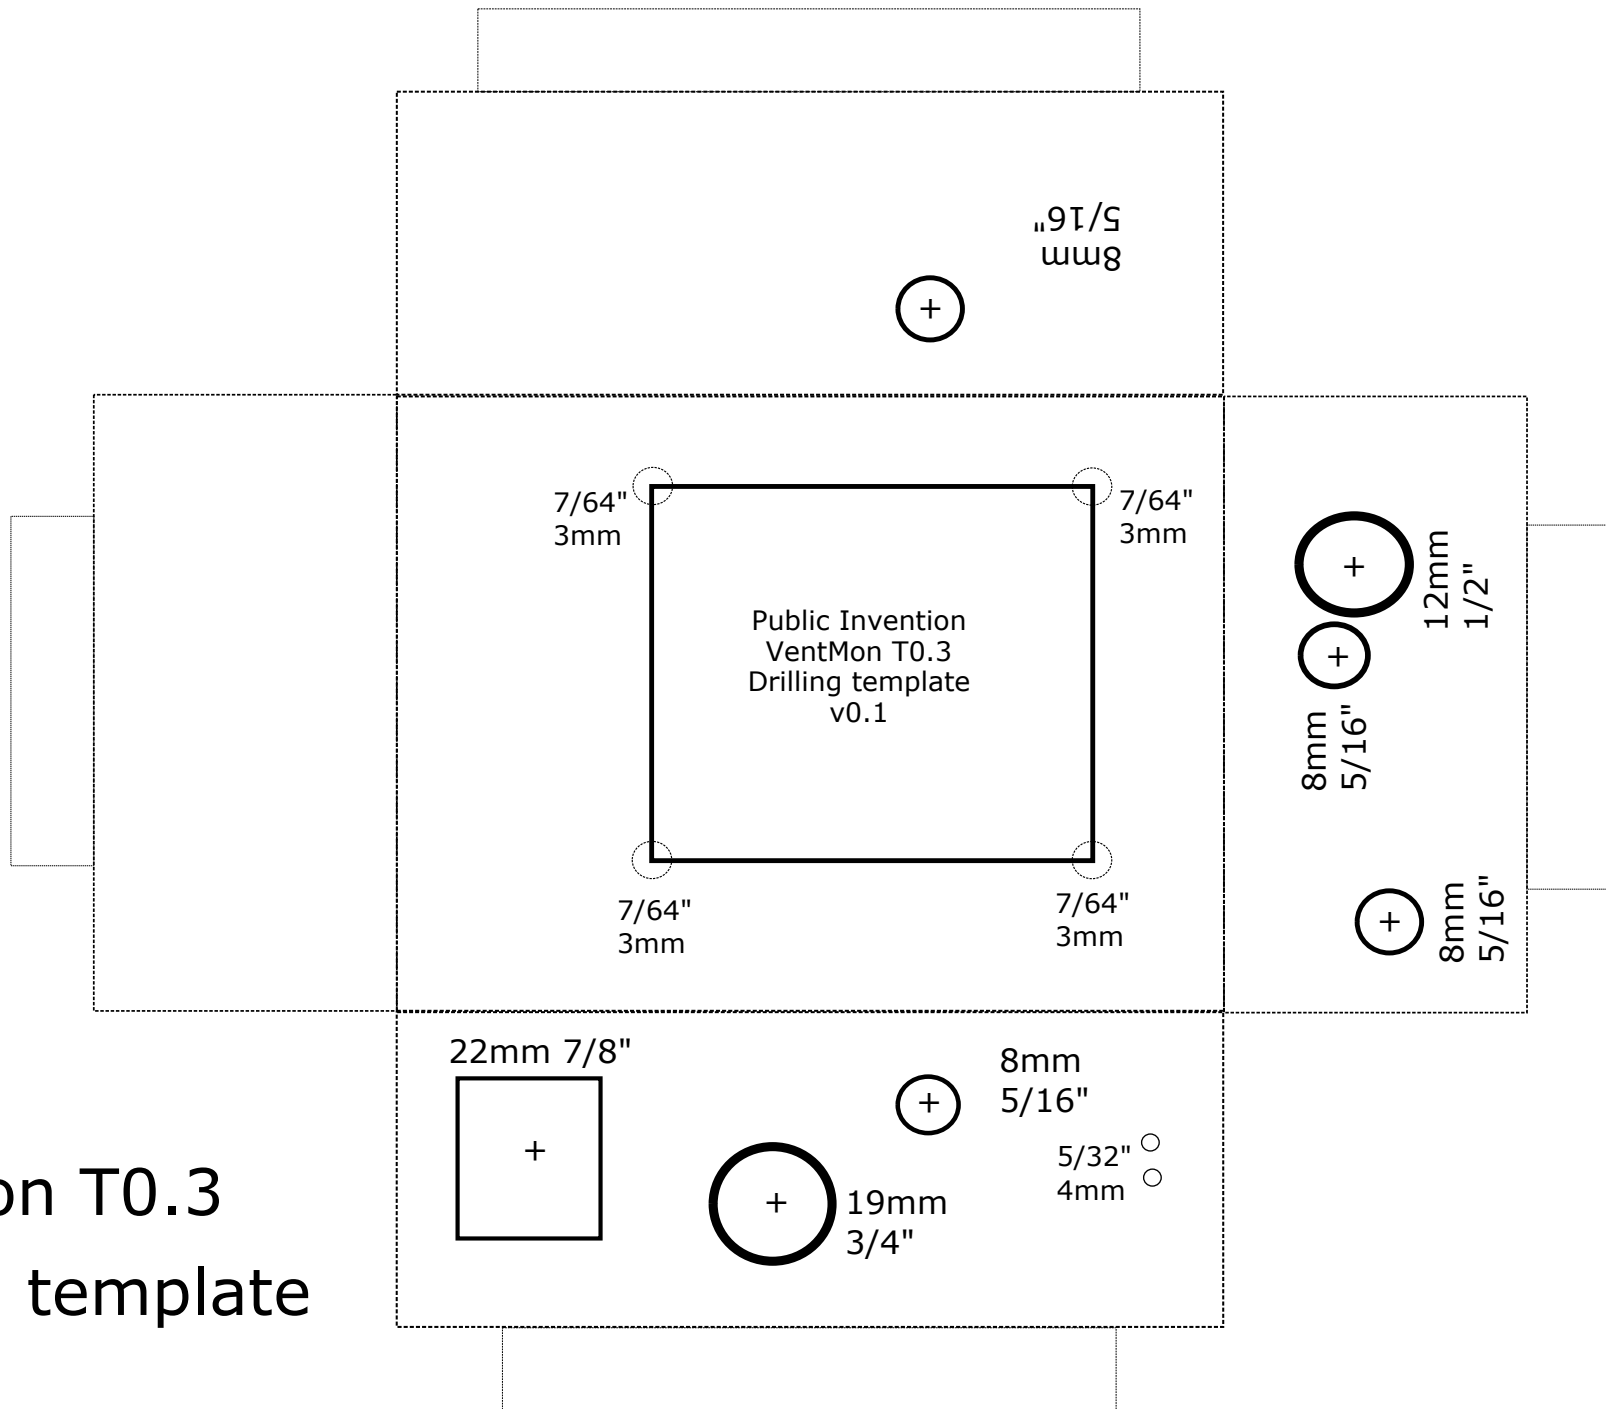 5/16"
8mm
7/64"
3mm
7/64"
3mm
12mm
1/2"
Public Invention
VentMon T0.3
Drilling template
v0.1
8mm
5/16"
7/64"
3mm
7/64"
3mm
8mm
5/16"
22mm 7/8"
8mm
5/16"
5/32"
4mm
19mm
3/4"
on T0.3
template